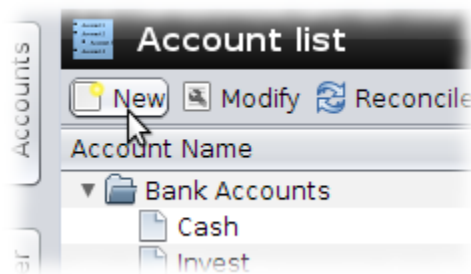 Account list
Accounts
New Modify Reconcile
Account Name
Bank Accounts
Cash
Invest